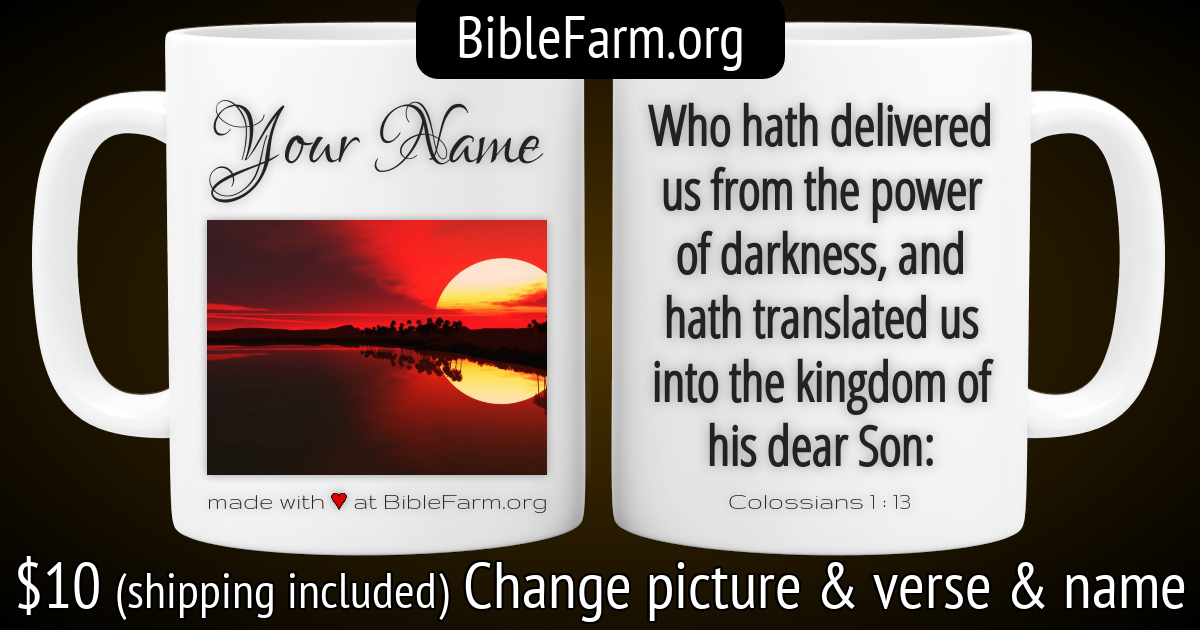 BibleFarm.org
Your Name
made with ♥ at BibleFarm.org
Who hath delivered
us from the power
of darkness, and
hath translated us
into the kingdom of
his dear Son:
Colossians 1 : 13
$10 (shipping included) Change picture & verse & name